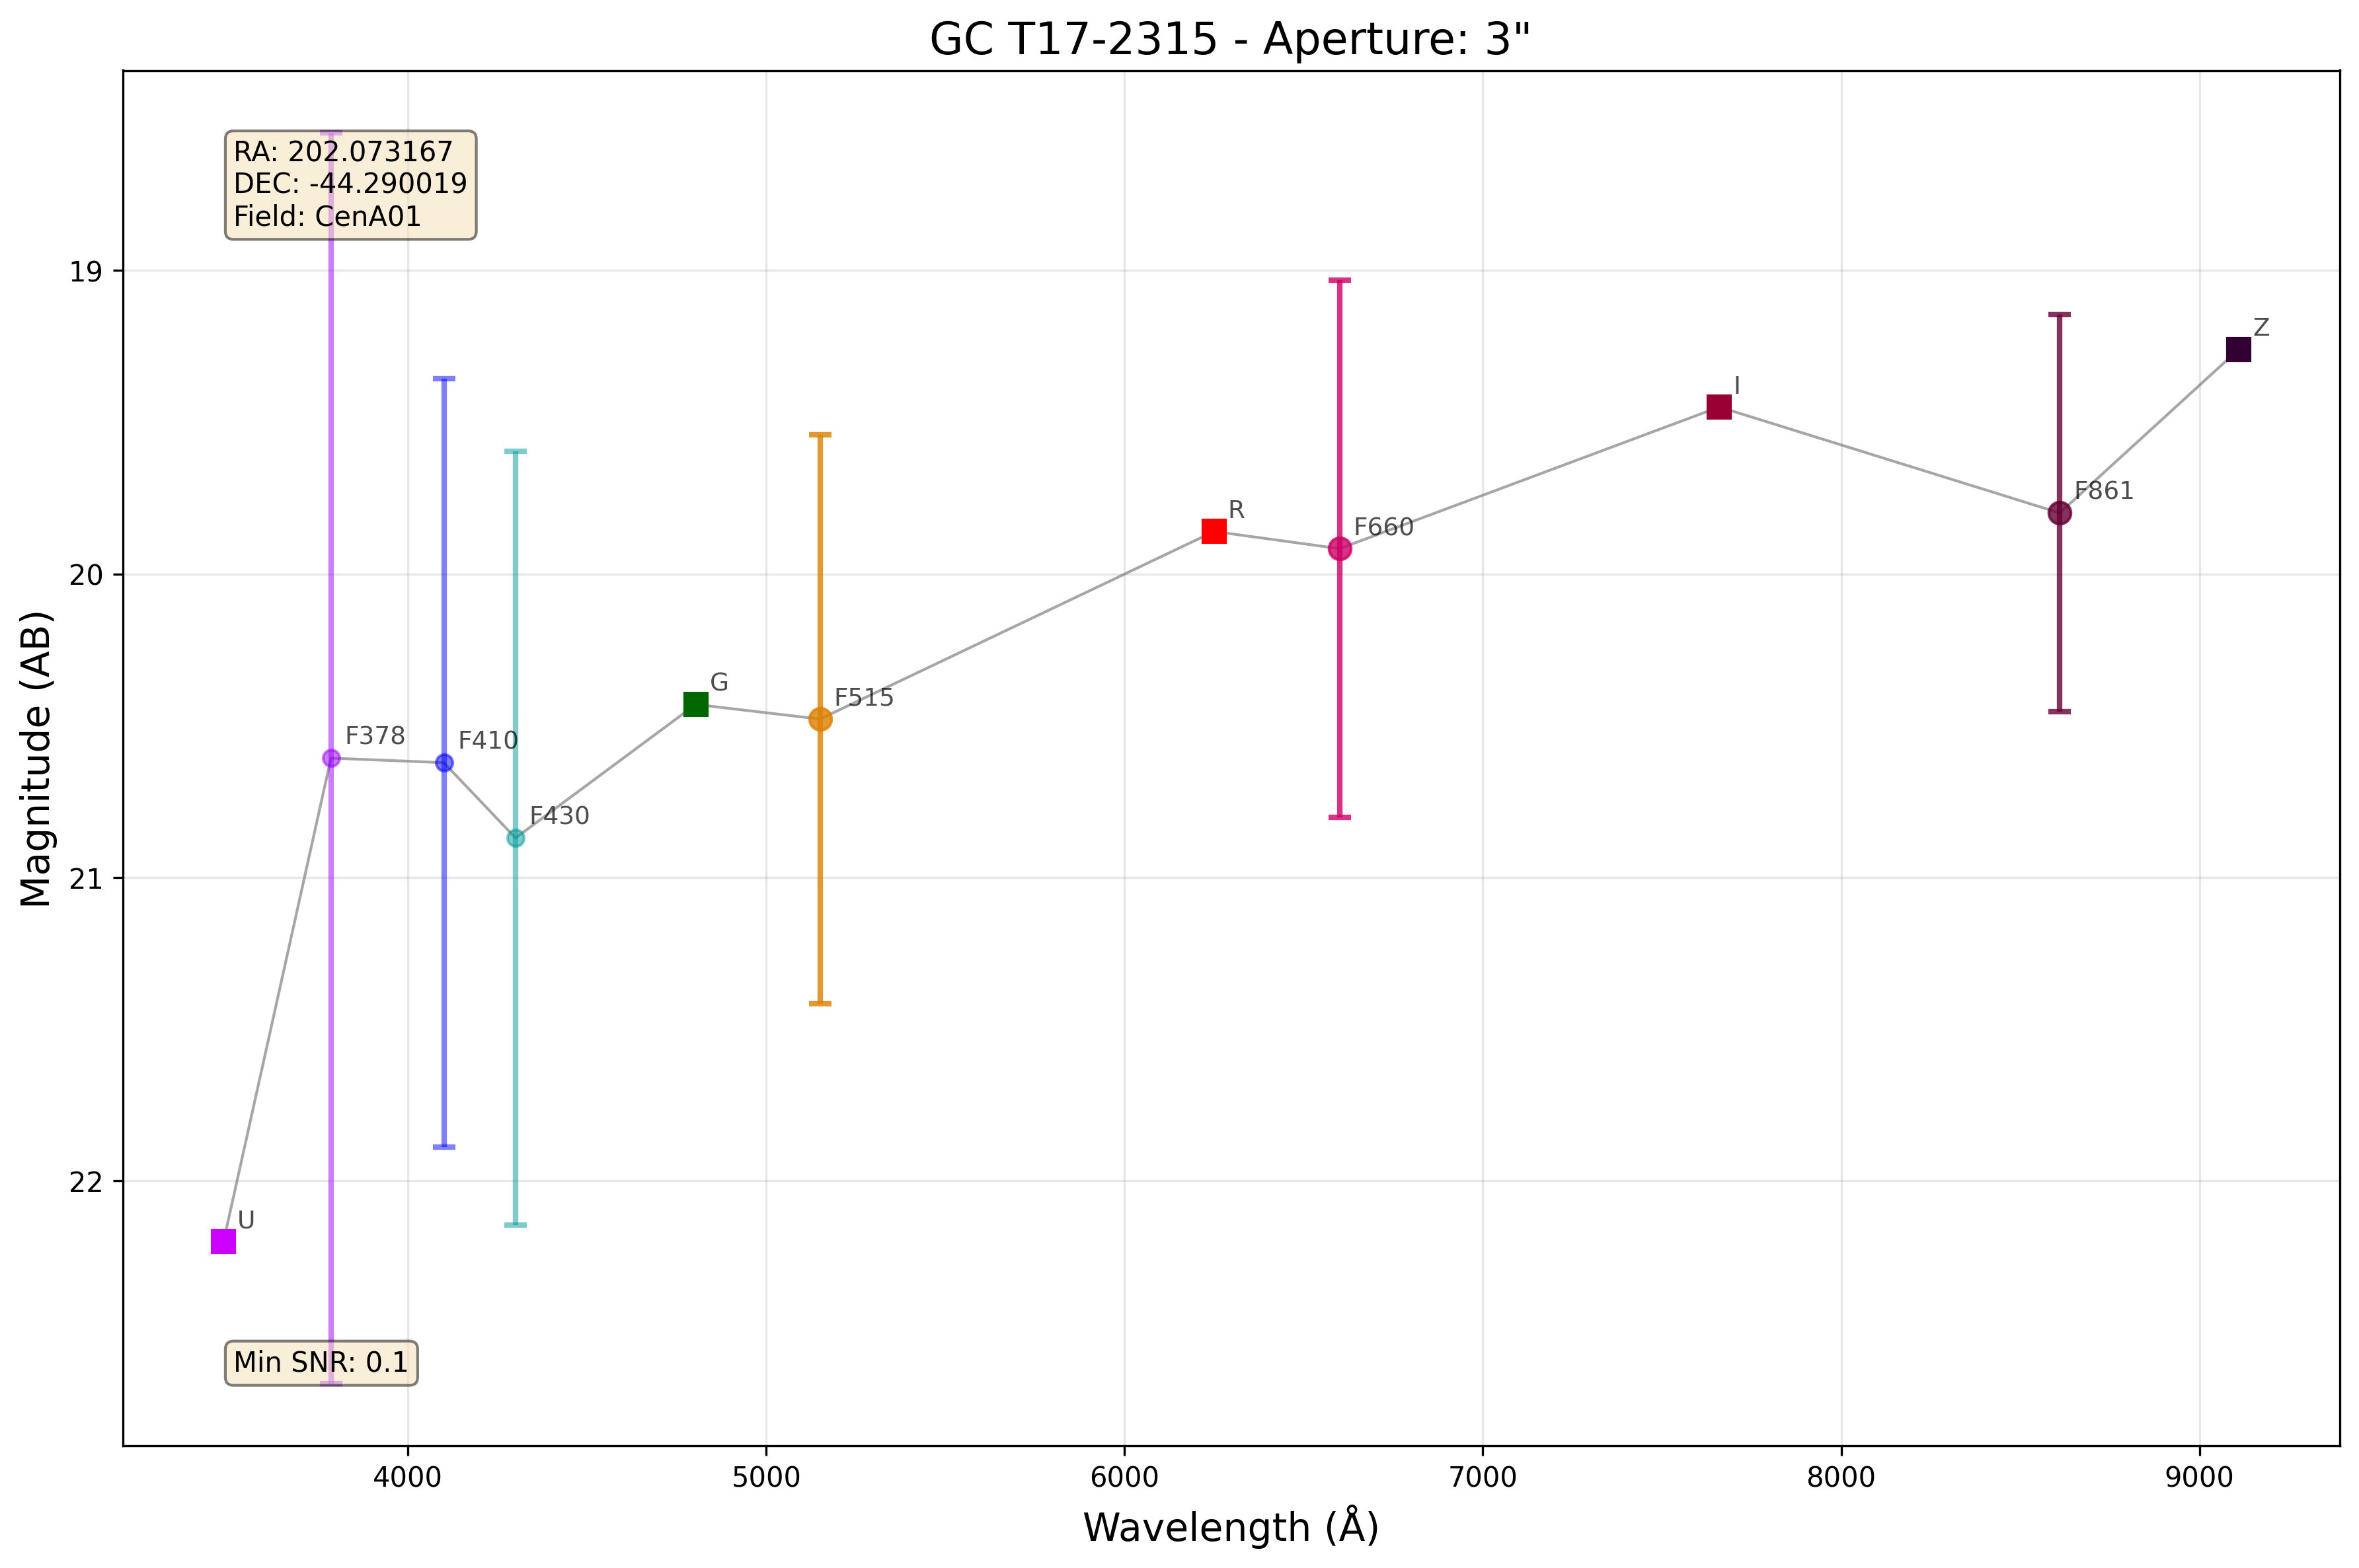 GC T17-2315 - Aperture: 3"
RA: 202.073167
DEC: -44.290019
Field: CenA01
19
20
21
22
Magnitude (AB)
Z
I
F861
R
F660
G
F515
F378
F410
F430
U
Min SNR: 0.1
4000
5000
6000
7000
8000
9000
Wavelength (Å)